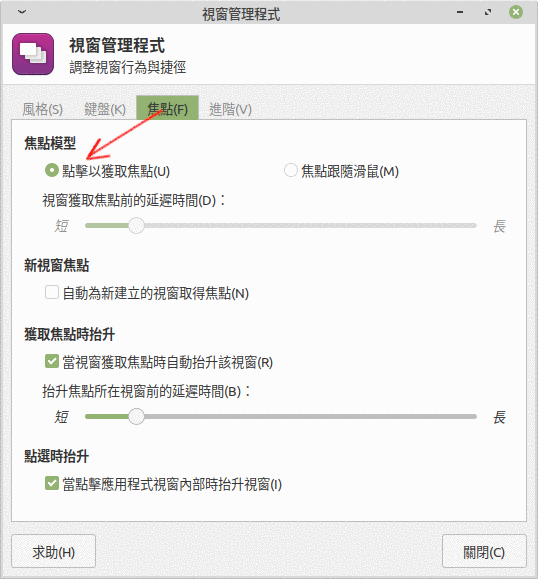 視窗管理程式
視窗管理程式
調整視窗行為與捷徑
風格(S) 鍵盤(K) 焦點(F) 進階(V)
焦點模型
點擊以獲取焦點(U) 焦點跟隨滑鼠(M)
視窗獲取焦點前的延遲時間(D)：
短 長
新視窗焦點
自動為新建立的視窗取得焦點(N)
獲取焦點時抬升
當視窗獲取焦點時自動抬升該視窗(R)
抬升焦點所在視窗前的延遲時間(B)：
短 長
點選時抬升
當點擊應用程式視窗內部時抬升視窗(I)
求助(H) 關閉(C)